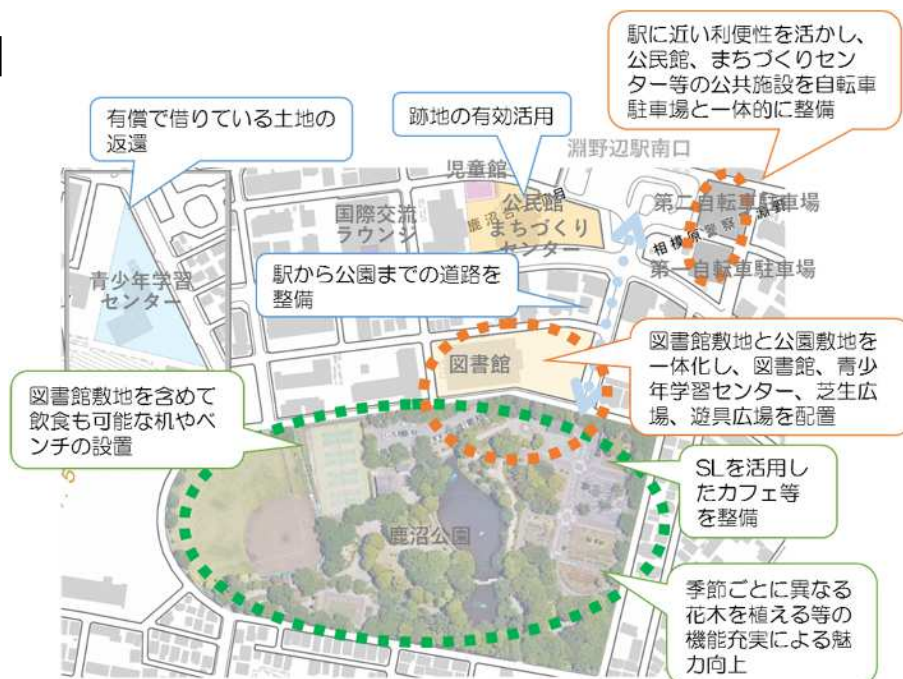 駅に近い利便性を活かし、
公民館、まちづくりセン
ター等の公共施設を自転車
駐車場と一体的に整備
有償で借りている土地の
返還
跡地の有効活用
淵野辺駅南口
児童館
国際交流
ラウンジ
公民館
まちづくり
センター
第二自転車駐車場
第一自転車駐車場
青少年学習
センター
駅から公園までの道路を
整備
図書館
図書館敷地と公園敷地を
一体化し、図書館、青少
年学習センター、芝生広
場、遊具広場を配置
図書館敷地を含めて
飲食も可能な机やベ
ンチの設置
SLを活用し
たカフェ等
を整備
鹿沼公園
季節ごとに異なる
花木を植える等の
機能充実による魅
力向上